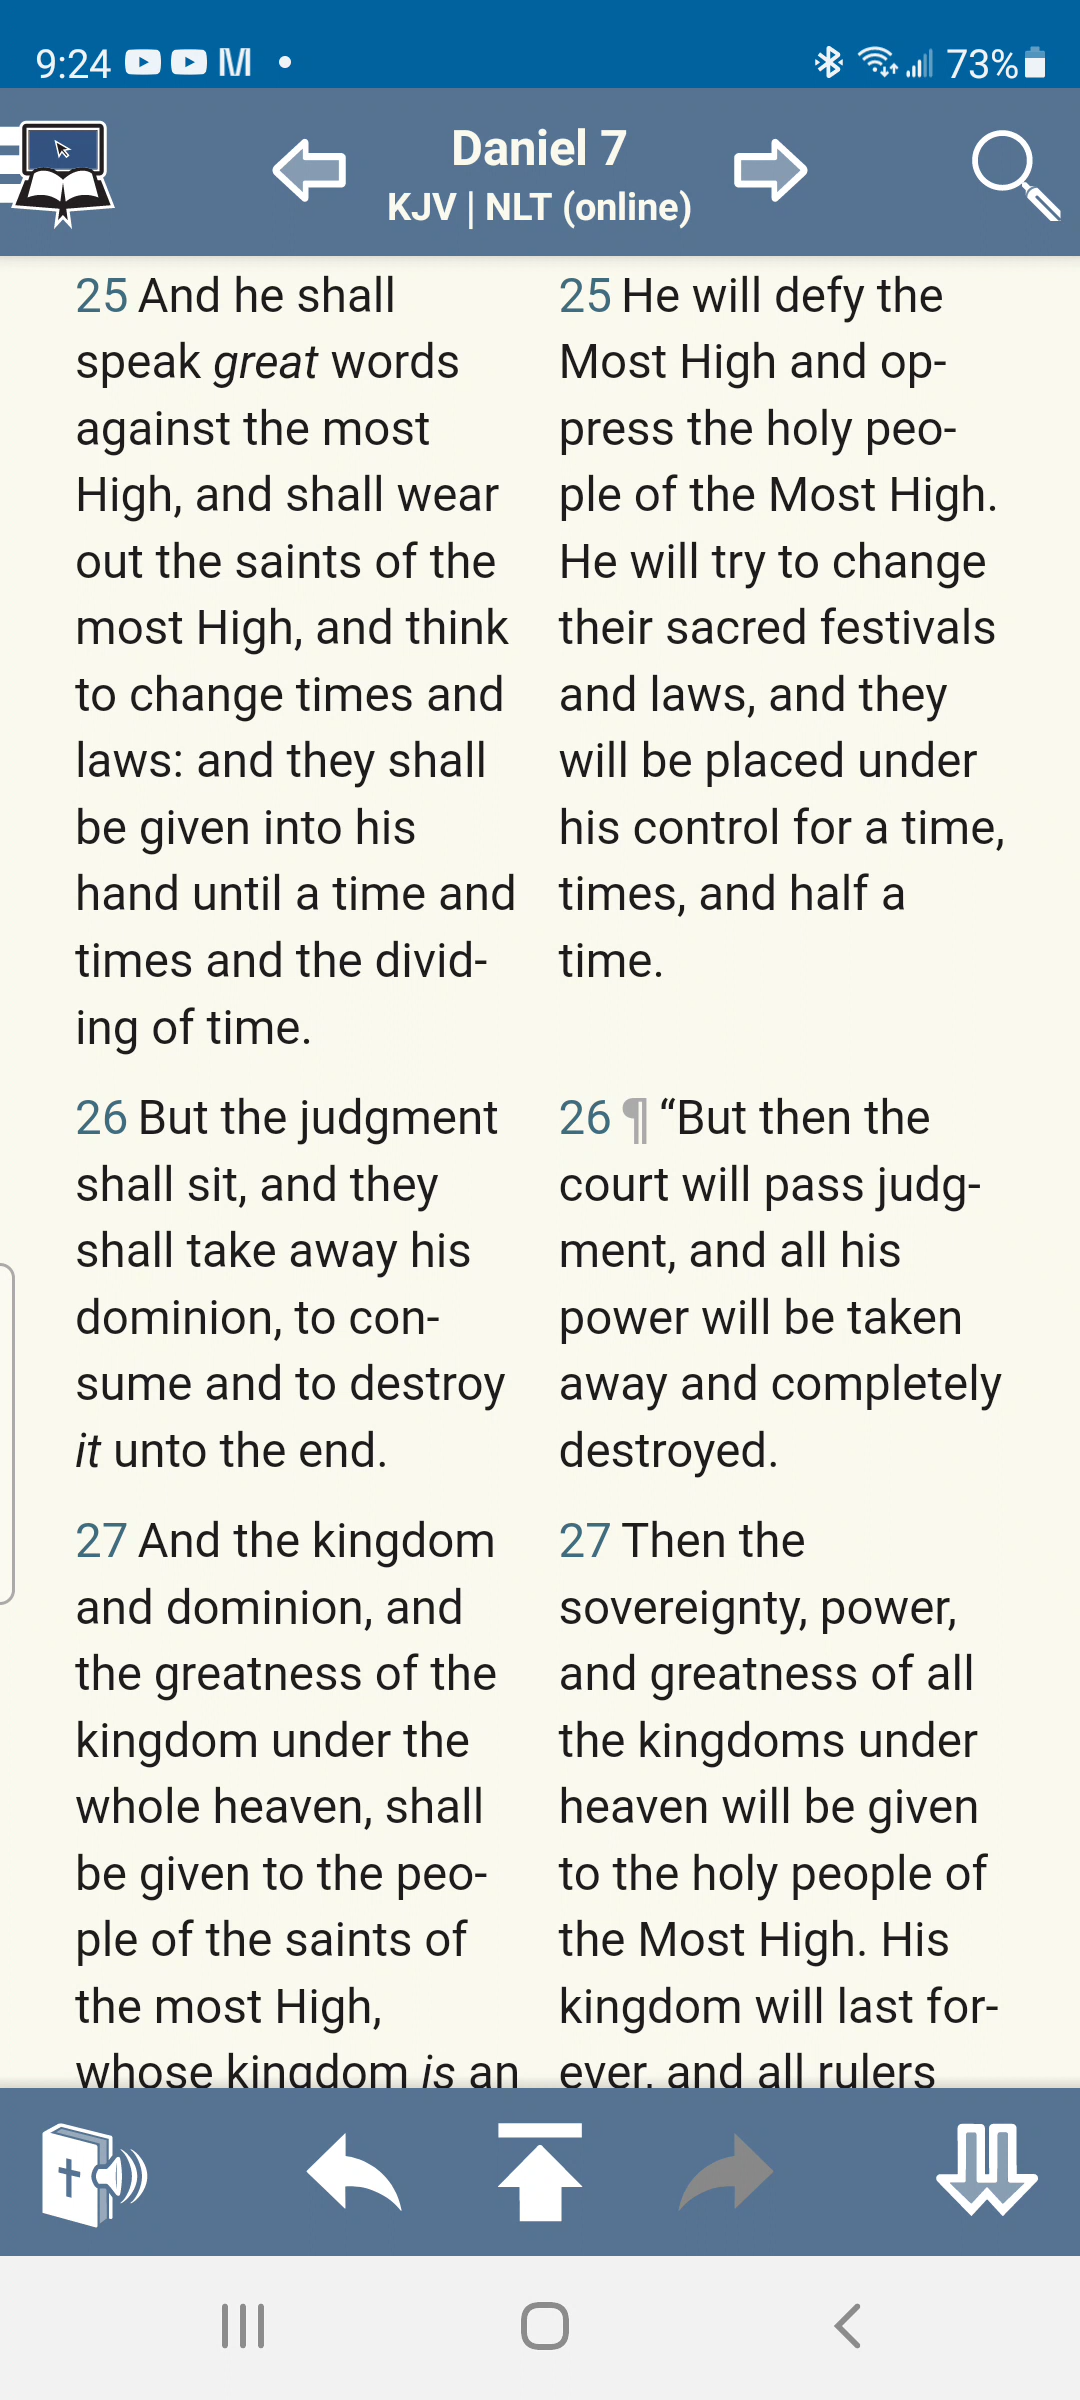 9:24
73%
Daniel 7
KJV | NLT (online)
25 And he shall
speak great words
against the most
High, and shall wear
out the saints of the
most High, and think
to change times and
laws: and they shall
be given into his
hand until a time and
times and the divid-
ing of time.
26 But the judgment
shall sit, and they
shall take away his
dominion, to con-
sume and to destroy
it unto the end.
27 And the kingdom
and dominion, and
the greatness of the
kingdom under the
whole heaven, shall
be given to the peo-
ple of the saints of
the most High,
whose kingdom is an
25 He will defy the
Most High and op-
press the holy peo-
ple of the Most High.
He will try to change
their sacred festivals
and laws, and they
will be placed under
his control for a time,
times, and half a
time.
26 ¶ “But then the
court will pass judg-
ment, and all his
power will be taken
away and completely
destroyed.
27 Then the
sovereignty, power,
and greatness of all
the kingdoms under
heaven will be given
to the holy people of
the Most High. His
kingdom will last for-
ever, and all rulers